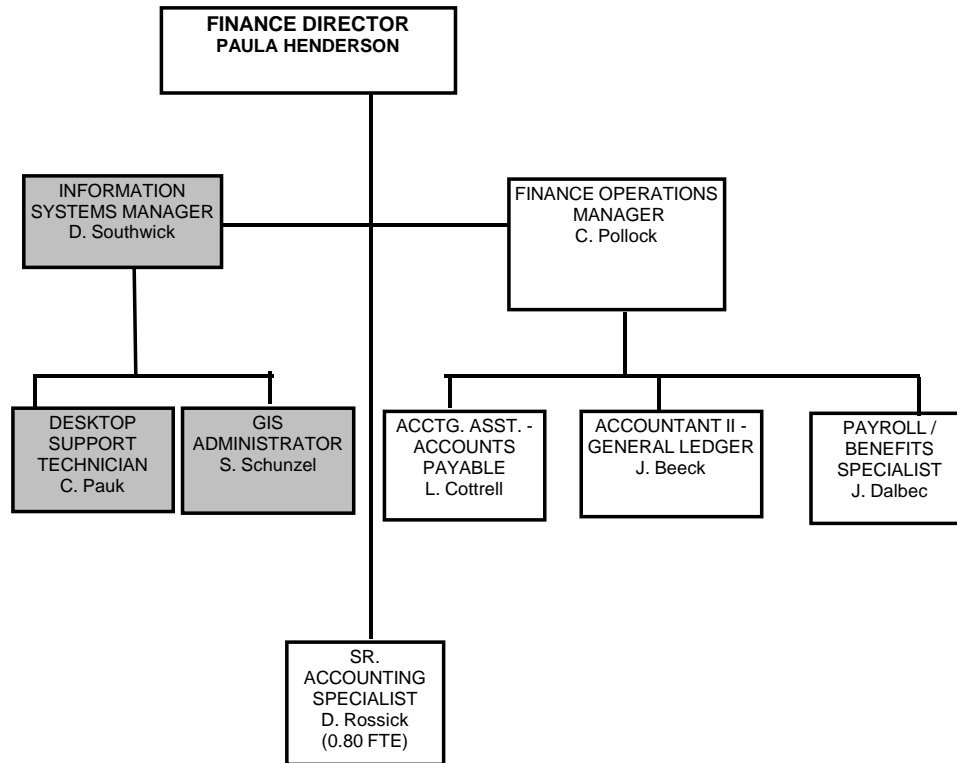 FINANCE DIRECTOR
PAULA HENDERSON
INFORMATION
SYSTEMS MANAGER
D. Southwick
FINANCE OPERATIONS
MANAGER
C. Pollock
DESKTOP
SUPPORT
TECHNICIAN
C. Pauk
GIS
ADMINISTRATOR
S. Schunzel
ACCTG. ASST. -
ACCOUNTS
PAYABLE
L. Cottrell
ACCOUNTANT II -
GENERAL LEDGER
J. Beeck
PAYROLL /
BENEFITS
SPECIALIST
J. Dalbec
SR.
ACCOUNTING
SPECIALIST
D. Rossick
(0.80 FTE)